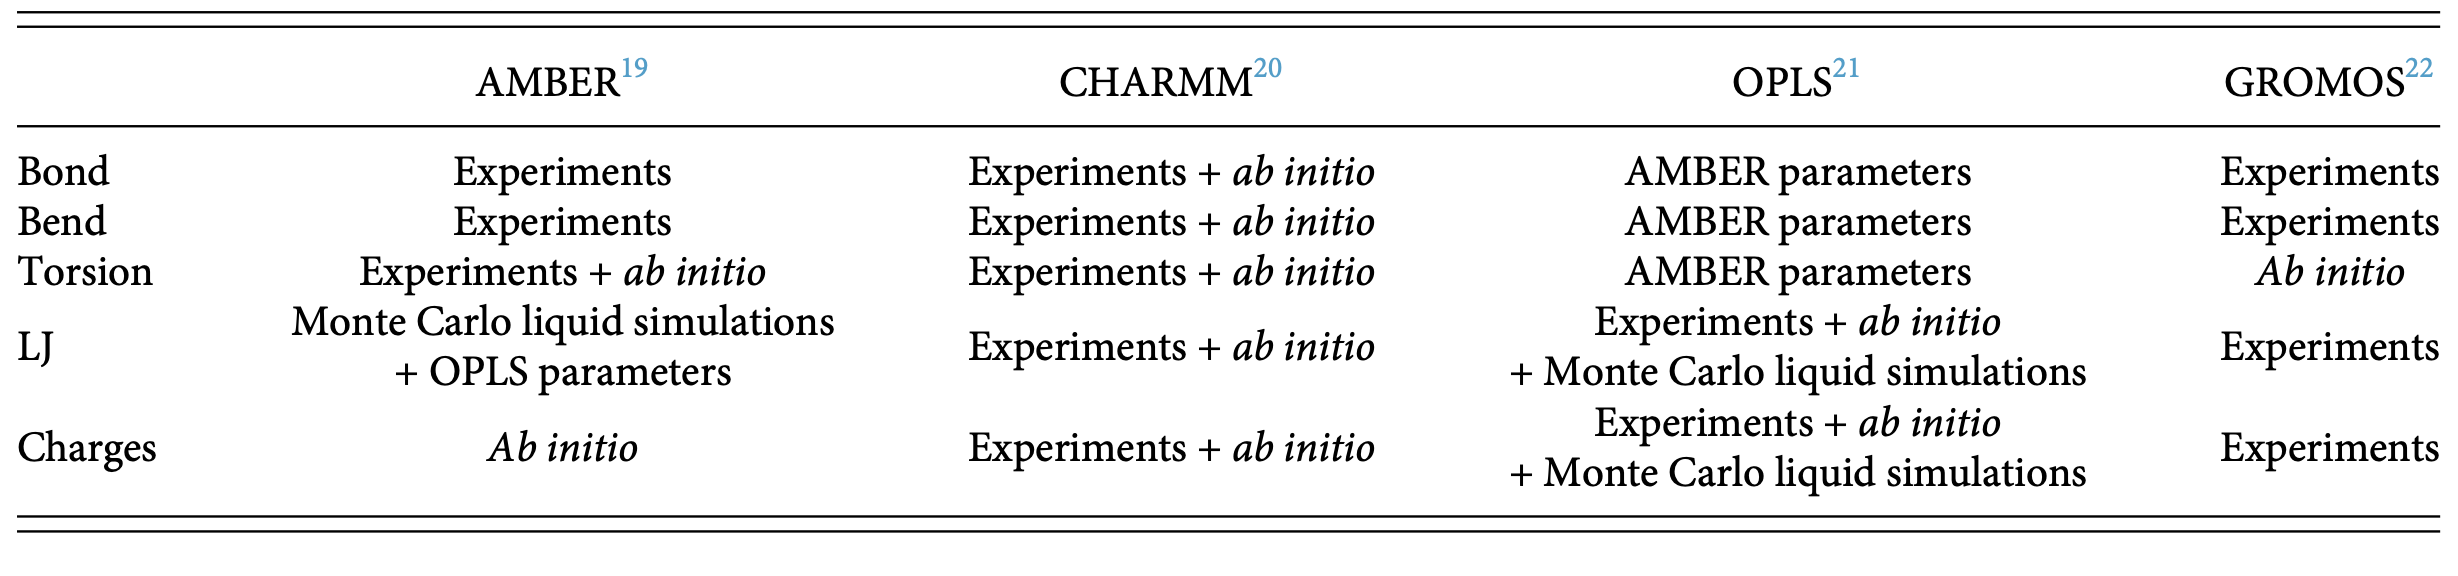 AMBER19 CHARMM20 OPLS21 GROMOS22
Bond Experiments Experiments + ab initio AMBER parameters Experiments
Bend Experiments Experiments + ab initio AMBER parameters Experiments
Torsion Experiments + ab initio Experiments + ab initio AMBER parameters Ab initio
LJ Monte Carlo liquid simulations
+ OPLS parameters Experiments + ab initio Experiments + ab initio
+ Monte Carlo liquid simulations Experiments
Charges Ab initio Experiments + ab initio Experiments + ab initio
+ Monte Carlo liquid simulations Experiments